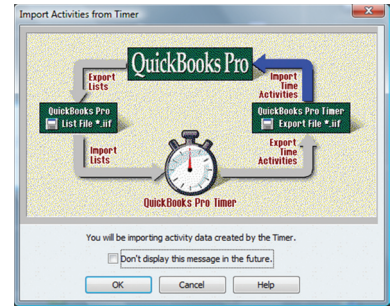 Import Activities from Timer
QuickBooks Pro
Export
Lists
Import
Time
Activities
QuickBooks Pro
List File *.iif
QuickBooks Pro Timer
Export File *.iif
Import
Lists
Export
Time
Activities
QuickBooks Pro Timer
You will be importing activity data created by the Timer.
Don't display this message in the future.
OK
Cancel
Help